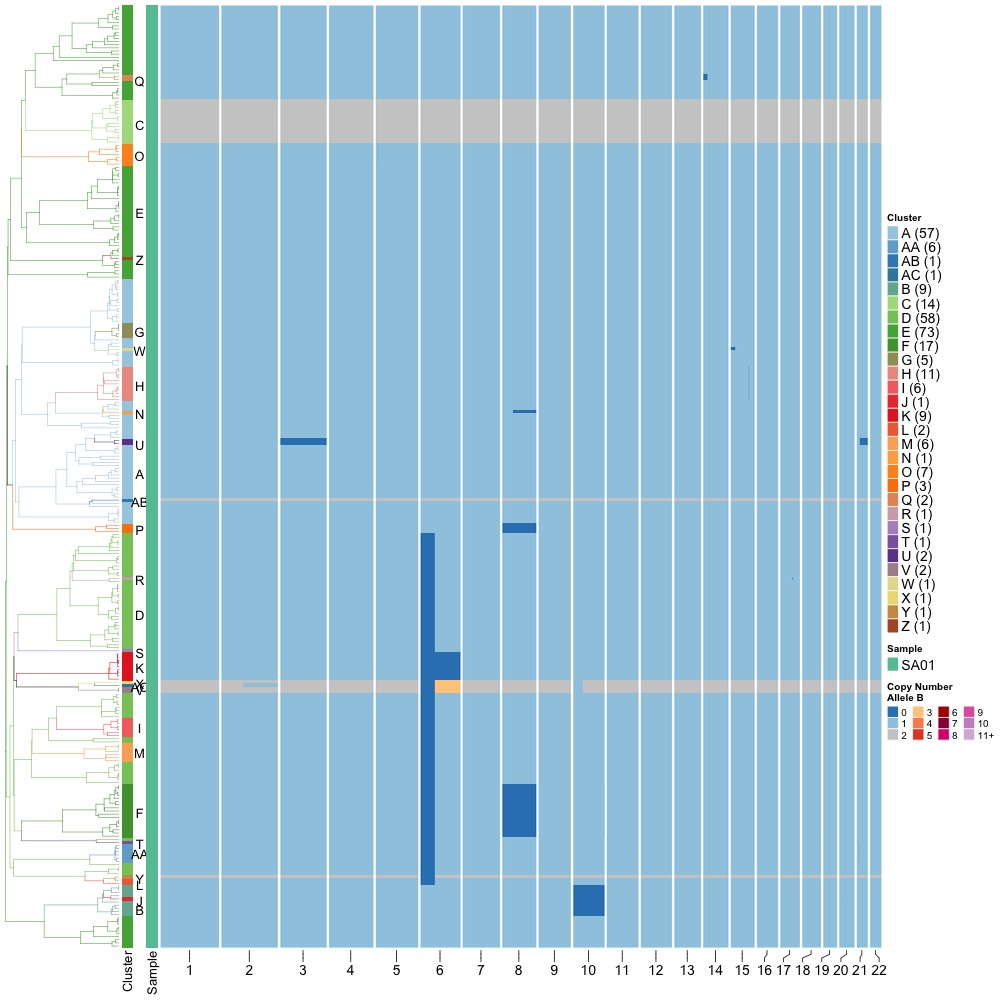 Q
C
O
E
Z
G
W
H
N
U
A
AB
P
R
D
S
K
X
AC
V
I
M
F
T
AA
Y
L
J
B
Cluster
Sample
1 2 3 4 5 6 7 8 9 10 11 12 13 14 15 16 17 18 19 20 21 22
Cluster
A (57)
AA (6)
AB (1)
AC (1)
B (9)
C (14)
D (58)
E (73)
F (17)
G (5)
H (11)
I (6)
J (1)
K (9)
L (2)
M (6)
N (1)
O (7)
P (3)
Q (2)
R (1)
S (1)
T (1)
U (2)
V (2)
W (1)
X (1)
Y (1)
Z (1)
Sample
SA01
Copy Number
Allele B
0 3 6 9
1 4 7 10
2 5 8 11+